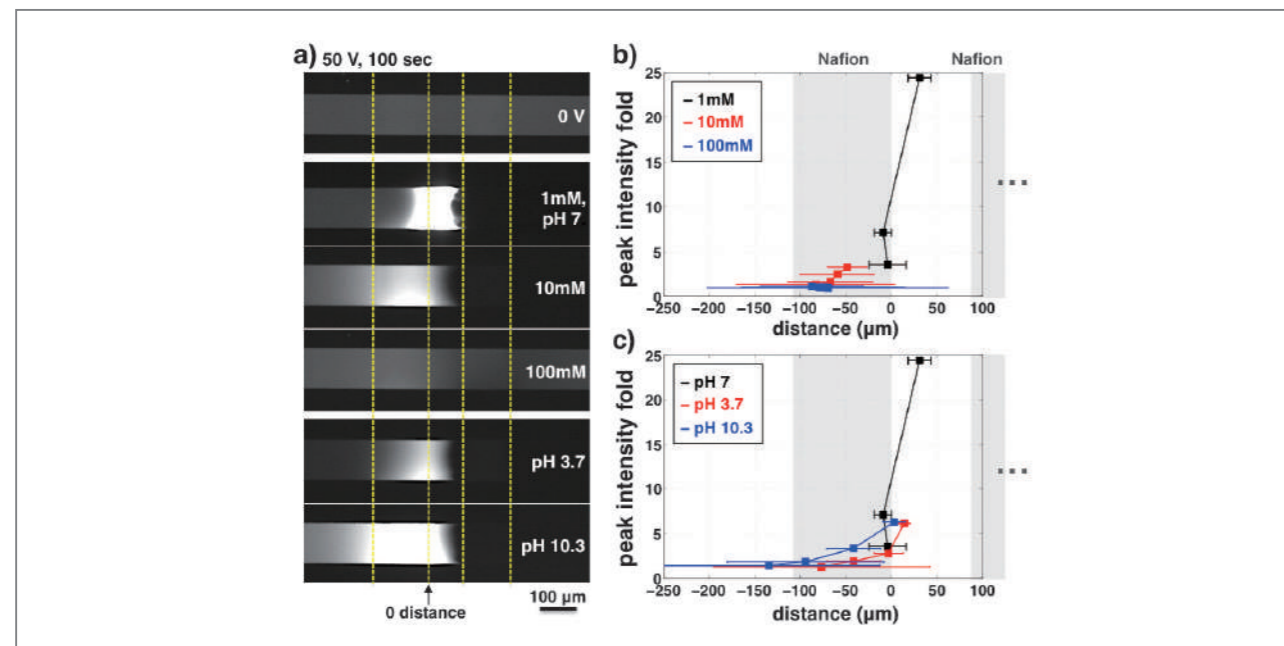 a) 50 V, 100 sec
0 V
1mM,
pH 7
10mM
100mM
pH 3.7
pH 10.3
0 distance
100 µm
b)
Nafion
Nafion
peak intensity fold
25
20
15
10
5
0
1mM
10mM
100mM
−250 −200 −150 −100 −50 0 50 100
distance (µm)
c)
peak intensity fold
25
20
15
10
5
0
pH 7
pH 3.7
pH 10.3
−250 −200 −150 −100 −50 0 50 100
distance (µm)